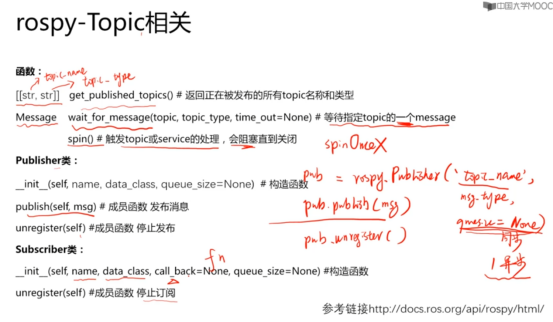 中国大学MOOC
rospy-Topic相关
函数:
topic_name
topic_type
[[str, str]] get_published_topics() # 返回正在被发布的所有topic名称和类型
Message wait_for_message(topic, topic_type, time_out=None) # 等待指定topic的一个message
spin() # 触发topic或service的处理,会阻塞直到关闭
spinOnce X
Publisher类:
pub = rospy.Publisher('topic_name',
__init__(self, name, data_class, queue_size=None) # 构造函数
msg_type,
publish(self, msg) # 成员函数 发布消息
pub.publish(msg)
queue_size = None)
unregister(self) # 成员函数 停止发布
pub.unregister()
同步
1 异步
Subscriber类:
fn
__init__(self, name, data_class, call_back=None, queue_size=None) #构造函数
unregister(self) #成员函数 停止订阅
参考链接http://docs.ros.org/api/rospy/html/